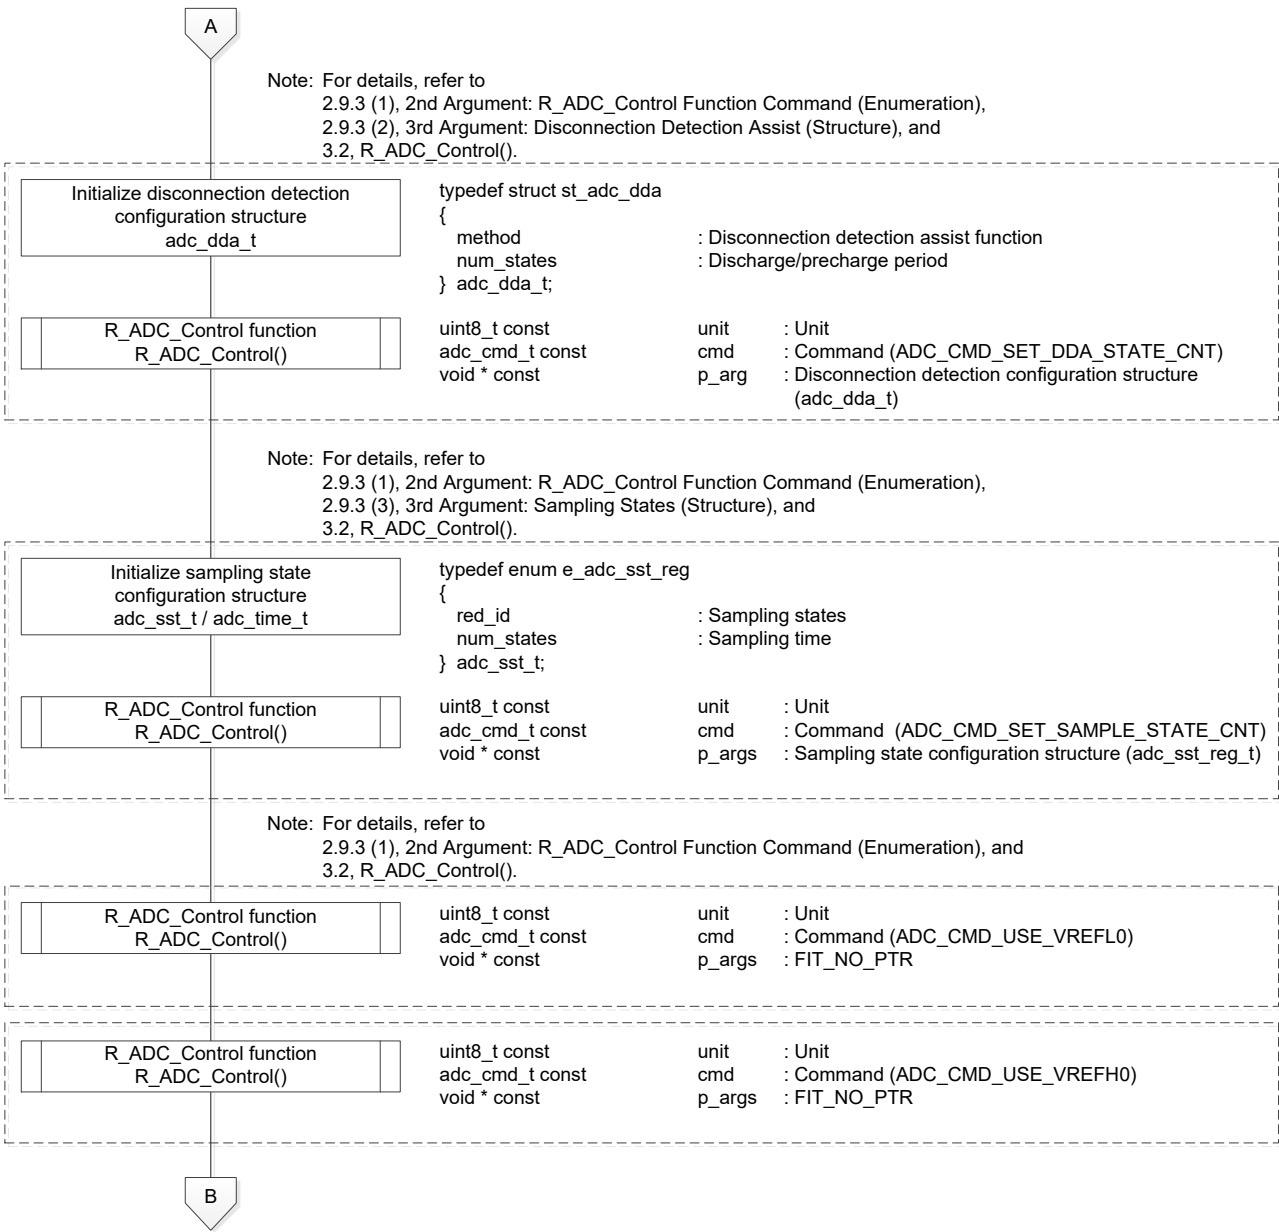 A
Note: For details, refer to
2.9.3 (1), 2nd Argument: R_ADC_Control Function Command (Enumeration),
2.9.3 (2), 3rd Argument: Disconnection Detection Assist (Structure), and
3.2, R_ADC_Control().
Initialize disconnection detection
configuration structure
adc_dda_t
typedef struct st_adc_dda
{
method : Disconnection detection assist function
num_states : Discharge/precharge period
} adc_dda_t;
R_ADC_Control function
R_ADC_Control()
uint8_t const unit : Unit
adc_cmd_t const cmd : Command (ADC_CMD_SET_DDA_STATE_CNT)
void * const p_arg : Disconnection detection configuration structure
(adc_dda_t)
Note: For details, refer to
2.9.3 (1), 2nd Argument: R_ADC_Control Function Command (Enumeration),
2.9.3 (3), 3rd Argument: Sampling States (Structure), and
3.2, R_ADC_Control().
Initialize sampling state
configuration structure
adc_sst_t / adc_time_t
typedef enum e_adc_sst_reg
{
red_id : Sampling states
num_states : Sampling time
} adc_sst_t;
R_ADC_Control function
R_ADC_Control()
uint8_t const unit : Unit
adc_cmd_t const cmd : Command (ADC_CMD_SET_SAMPLE_STATE_CNT)
void * const p_args : Sampling state configuration structure (adc_sst_reg_t)
Note: For details, refer to
2.9.3 (1), 2nd Argument: R_ADC_Control Function Command (Enumeration), and
3.2, R_ADC_Control().
R_ADC_Control function
R_ADC_Control()
uint8_t const unit : Unit
adc_cmd_t const cmd : Command (ADC_CMD_USE_VREFL0)
void * const p_args : FIT_NO_PTR
R_ADC_Control function
R_ADC_Control()
uint8_t const unit : Unit
adc_cmd_t const cmd : Command (ADC_CMD_USE_VREFH0)
void * const p_args : FIT_NO_PTR
B